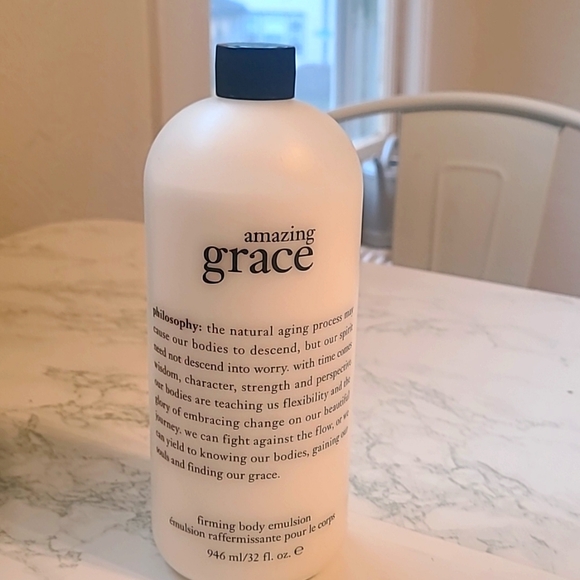 amazing
grace
philosophy: the natural aging process may
cause our bodies to descend, but our spirit
need not descend into worry. with time comes
wisdom, character, strength and perspective
our bodies are teaching us flexibility and the
glory of embracing change on our beautiful
journey. we can fight against the flow, or we
can yield to knowing our bodies, gaining our
souls and finding our grace.
firming body emulsion
émulsion raffermissante pour le corps
946 ml/32 fl. oz. ℮